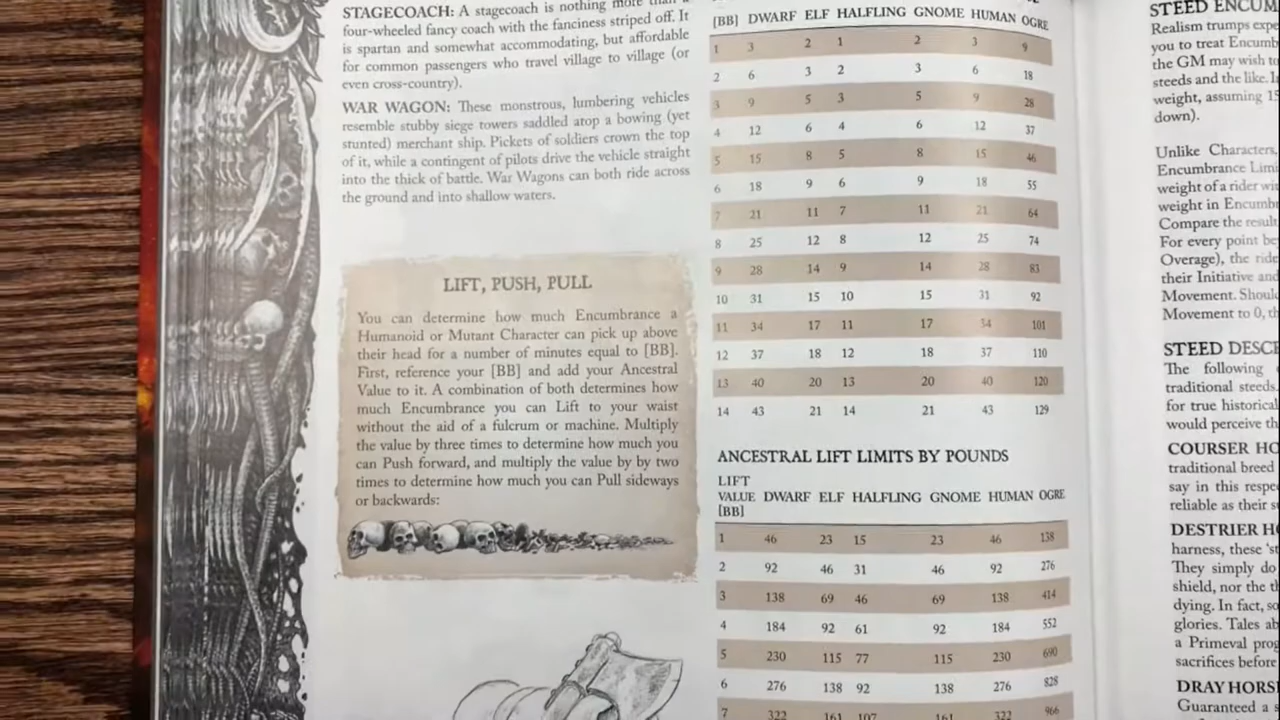 STAGECOACH: A stagecoach is nothing more than a
four-wheeled fancy coach with the fanciness striped off. It
is spartan and somewhat accommodating, but affordable
for common passengers who travel village to village (or
even cross-country).
WAR WAGON: These monstrous, lumbering vehicles
resemble stubby siege towers saddled atop a bowing (yet
stunted) merchant ship. Pickets of soldiers crown the top
of it, while a contingent of pilots drive the vehicle straight
into the thick of battle. War Wagons can both ride across
the ground and into shallow waters.
LIFT, PUSH, PULL
You can determine how much Encumbrance a
Humanoid or Mutant Character can pick up above
their head for a number of minutes equal to [BB].
First, reference your [BB] and add your Ancestral
Value to it. A combination of both determines how
much Encumbrance you can Lift to your waist
without the aid of a fulcrum or machine. Multiply
the value by three times to determine how much you
can Push forward, and multiply the value by by two
times to determine how much you can Pull sideways
or backwards:
[BB] DWARF ELF HALFLING GNOME HUMAN OGRE
1 3 2 1 2 3 9
2 6 3 2 3 6 18
3 9 5 3 5 9 28
4 12 6 4 6 12 37
5 15 8 5 8 15 46
6 18 9 6 9 18 55
7 21 11 7 11 21 64
8 25 12 8 12 25 74
9 28 14 9 14 28 83
10 31 15 10 15 31 92
11 34 17 11 17 34 101
12 37 18 12 18 37 110
13 40 20 13 20 40 120
14 43 21 14 21 43 129
ANCESTRAL LIFT LIMITS BY POUNDS
LIFT
VALUE DWARF ELF HALFLING GNOME HUMAN OGRE
[BB]
1 46 23 15 23 46 138
2 92 46 31 46 92 276
3 138 69 46 69 138 414
4 184 92 61 92 184 552
5 230 115 77 115 230 690
6 276 138 92 138 276 828
7 322 161 107 161 322 966
STEED ENCUM
Realism trumps expe
you to treat Encumb
the GM may wish to
steeds and the like. I
weight, assuming 15
down).
Unlike Characters,
Encumbrance Limi
weight of a rider wi
weight in Encumbr
Compare the result
For every point be
Overage), the ride
their Initiative and
Movement. Shoul
Movement to 0, th
STEED DESC
The following
traditional steeds,
for true historical
would perceive th
COURSER HO
traditional breed
say in this respe
reliable as their s
DESTRIER H
harness, these 'st
They simply do
shield, nor the t
dying. In fact, so
glories. Tales ab
a Primeval prog
sacrifices before
DRAY HORS
Guaranteed a s